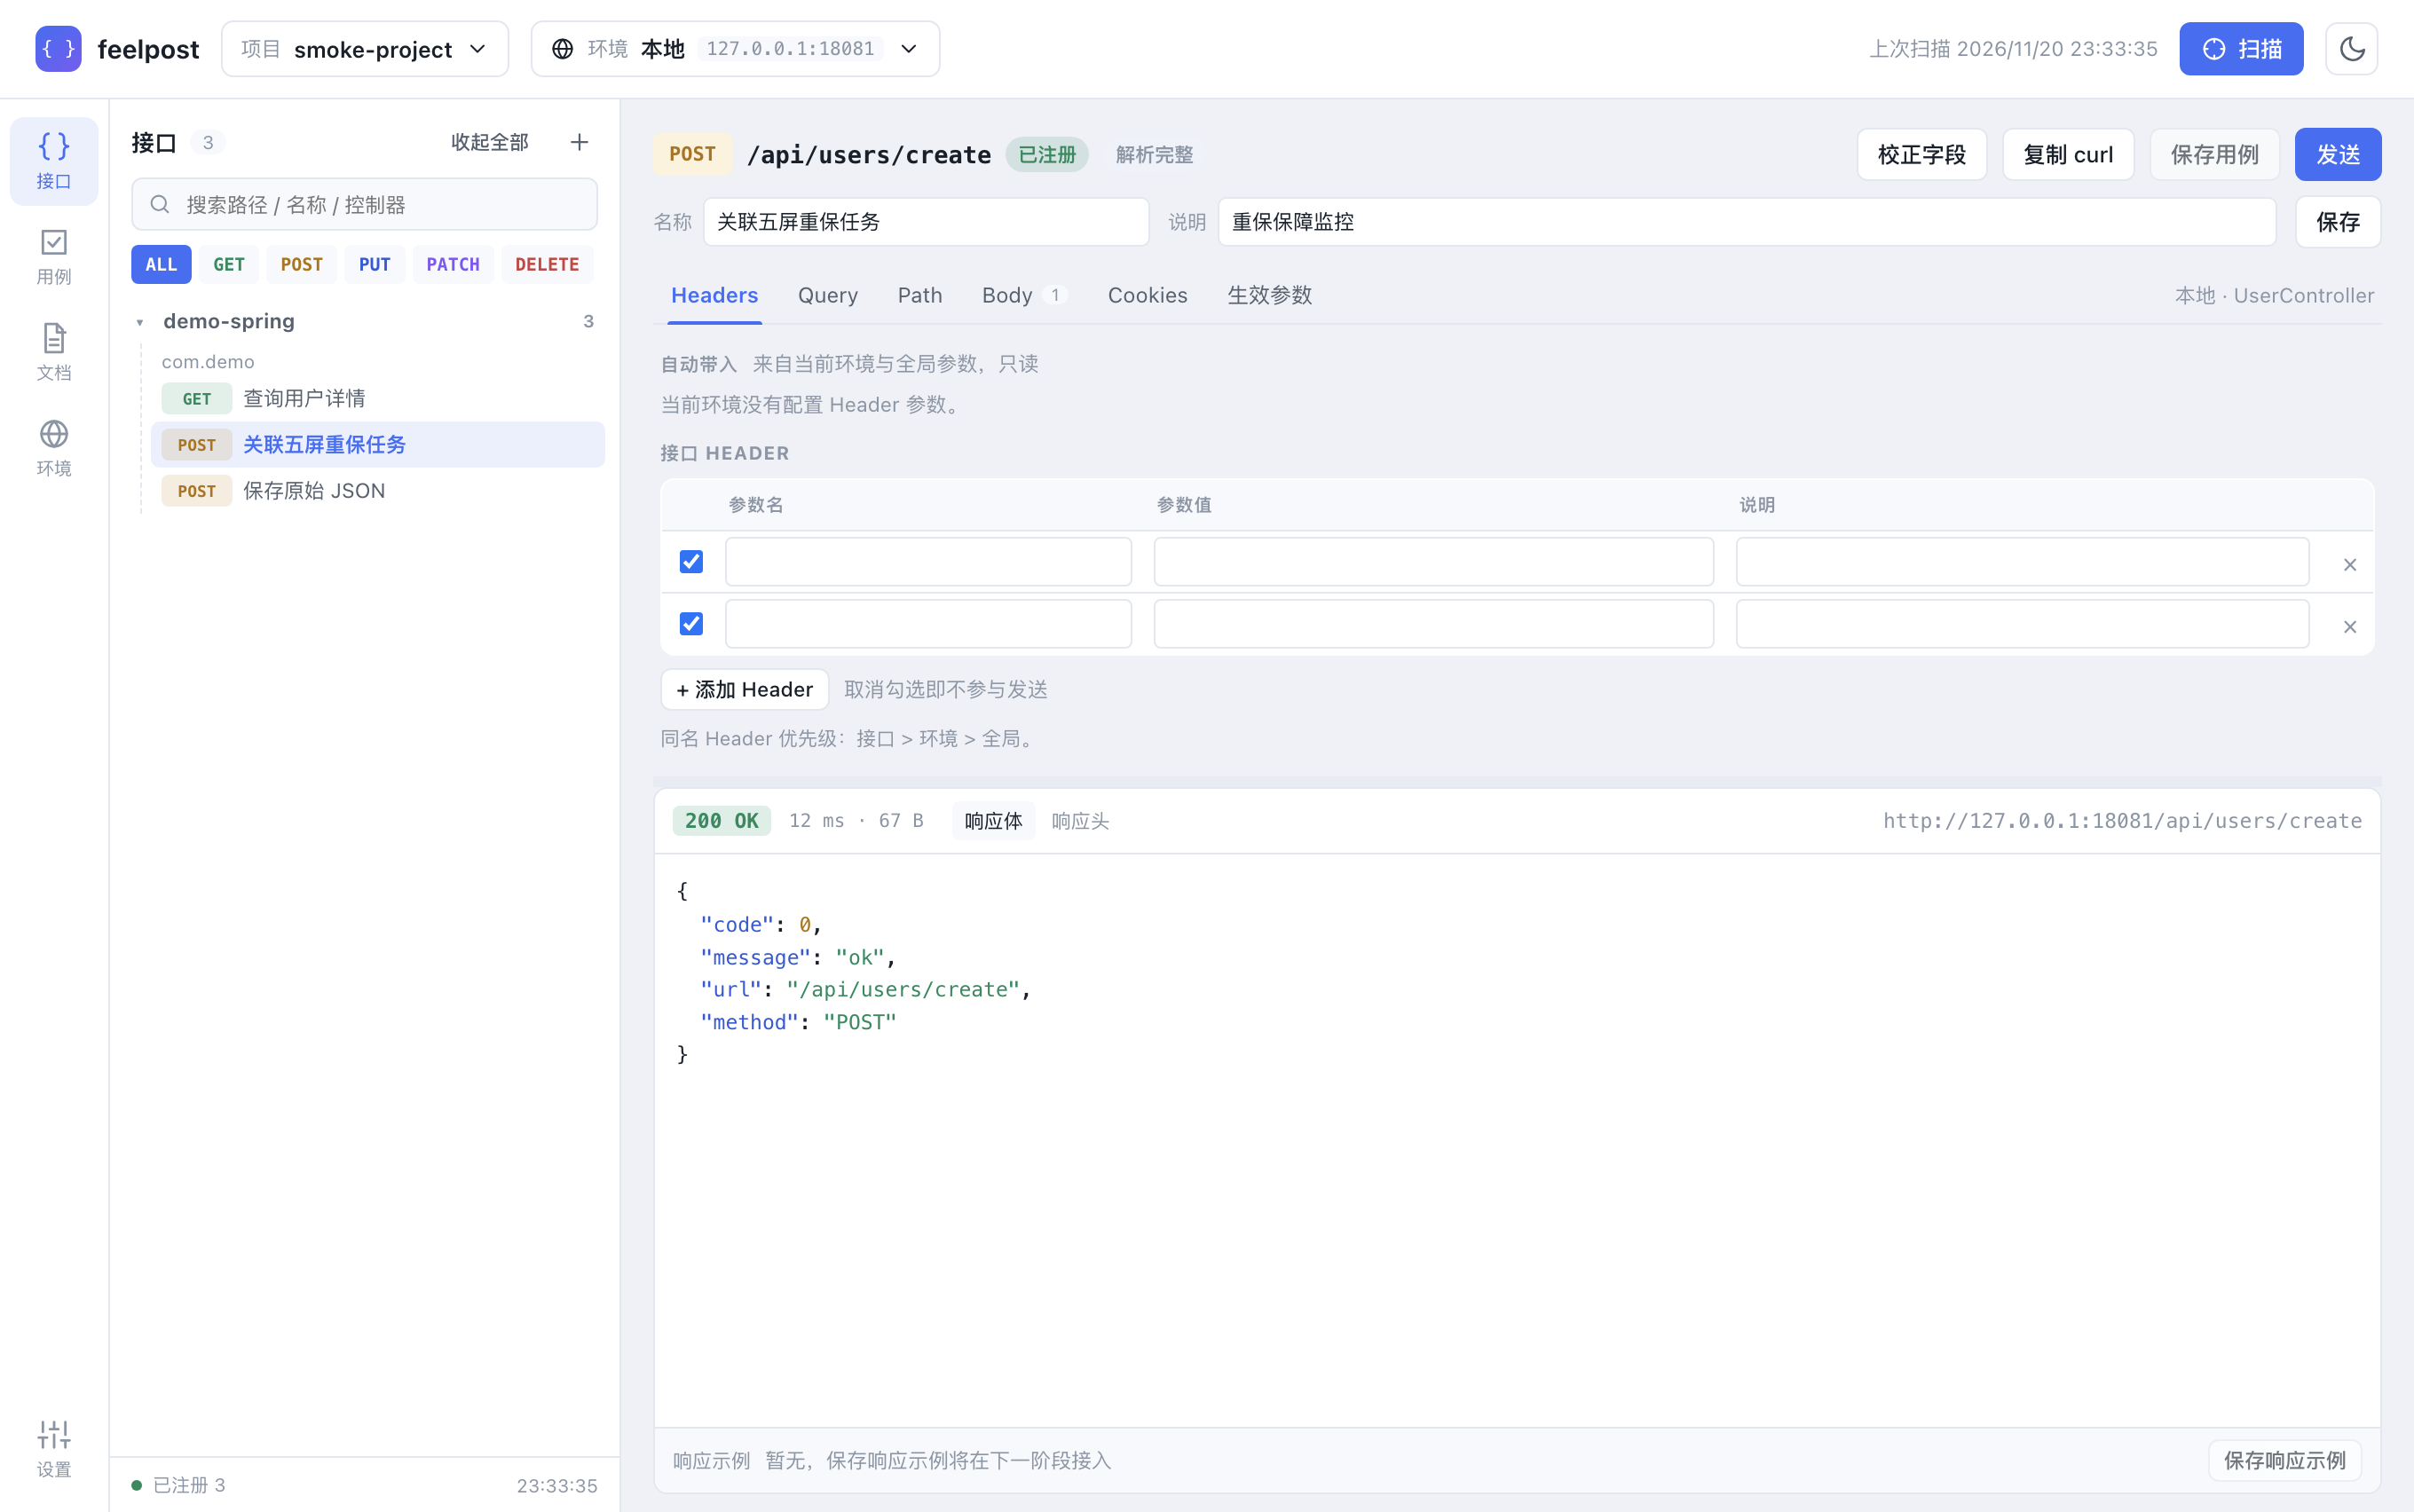 { } feelpost 项目 smoke-project 环境 本地 127.0.0.1:18081 上次扫描 2026/11/20 23:33:35 扫描
{} 接口
用例
文档
环境
设置
接口 3 收起全部 +
搜索路径 / 名称 / 控制器
ALL GET POST PUT PATCH DELETE
demo-spring 3
com.demo
GET 查询用户详情
POST 关联五屏重保任务
POST 保存原始 JSON
已注册 3 23:33:35
POST /api/users/create 已注册 解析完整 校正字段 复制 curl 保存用例 发送
名称 关联五屏重保任务 说明 重保保障监控 保存
Headers Query Path Body 1 Cookies 生效参数 本地 · UserController
自动带入 来自当前环境与全局参数，只读
当前环境没有配置 Header 参数。
接口 HEADER
参数名 参数值 说明
×
×
+ 添加 Header 取消勾选即不参与发送
同名 Header 优先级：接口 > 环境 > 全局。
200 OK 12 ms · 67 B 响应体 响应头 http://127.0.0.1:18081/api/users/create
{
"code": 0,
"message": "ok",
"url": "/api/users/create",
"method": "POST"
}
响应示例 暂无，保存响应示例将在下一阶段接入 保存响应示例